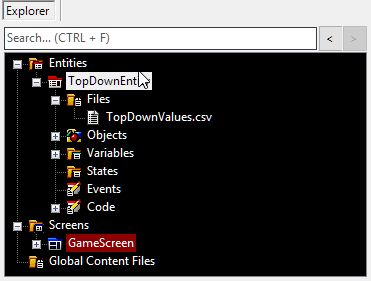 Explorer
Search... (CTRL + F) < >
Entities
TopDownEnt
Files
TopDownValues.csv
Objects
Variables
States
Events
Code
Screens
GameScreen
Global Content Files